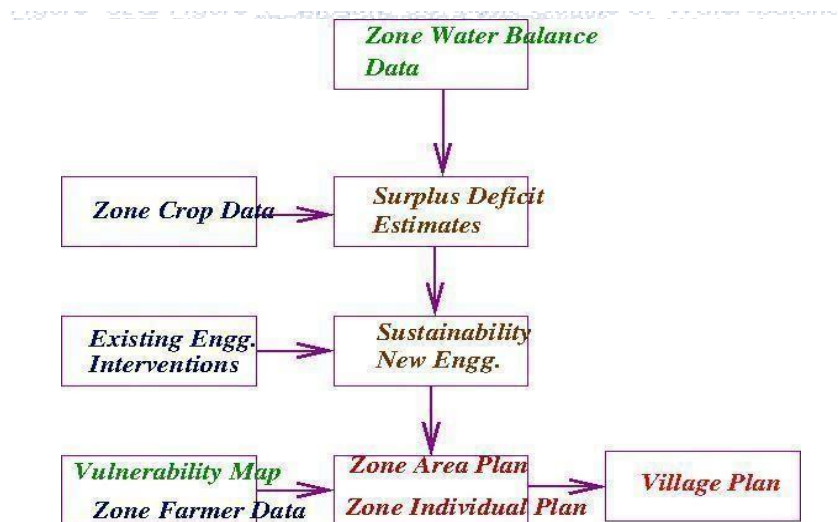 Zone Water Balance
Data
Zone Crop Data
Surplus Deficit
Estimates
Existing Engg.
Interventions
Sustainability
New Engg.
Vulnerability Map
Zone Farmer Data
Zone Area Plan
Zone Individual Plan
Village Plan